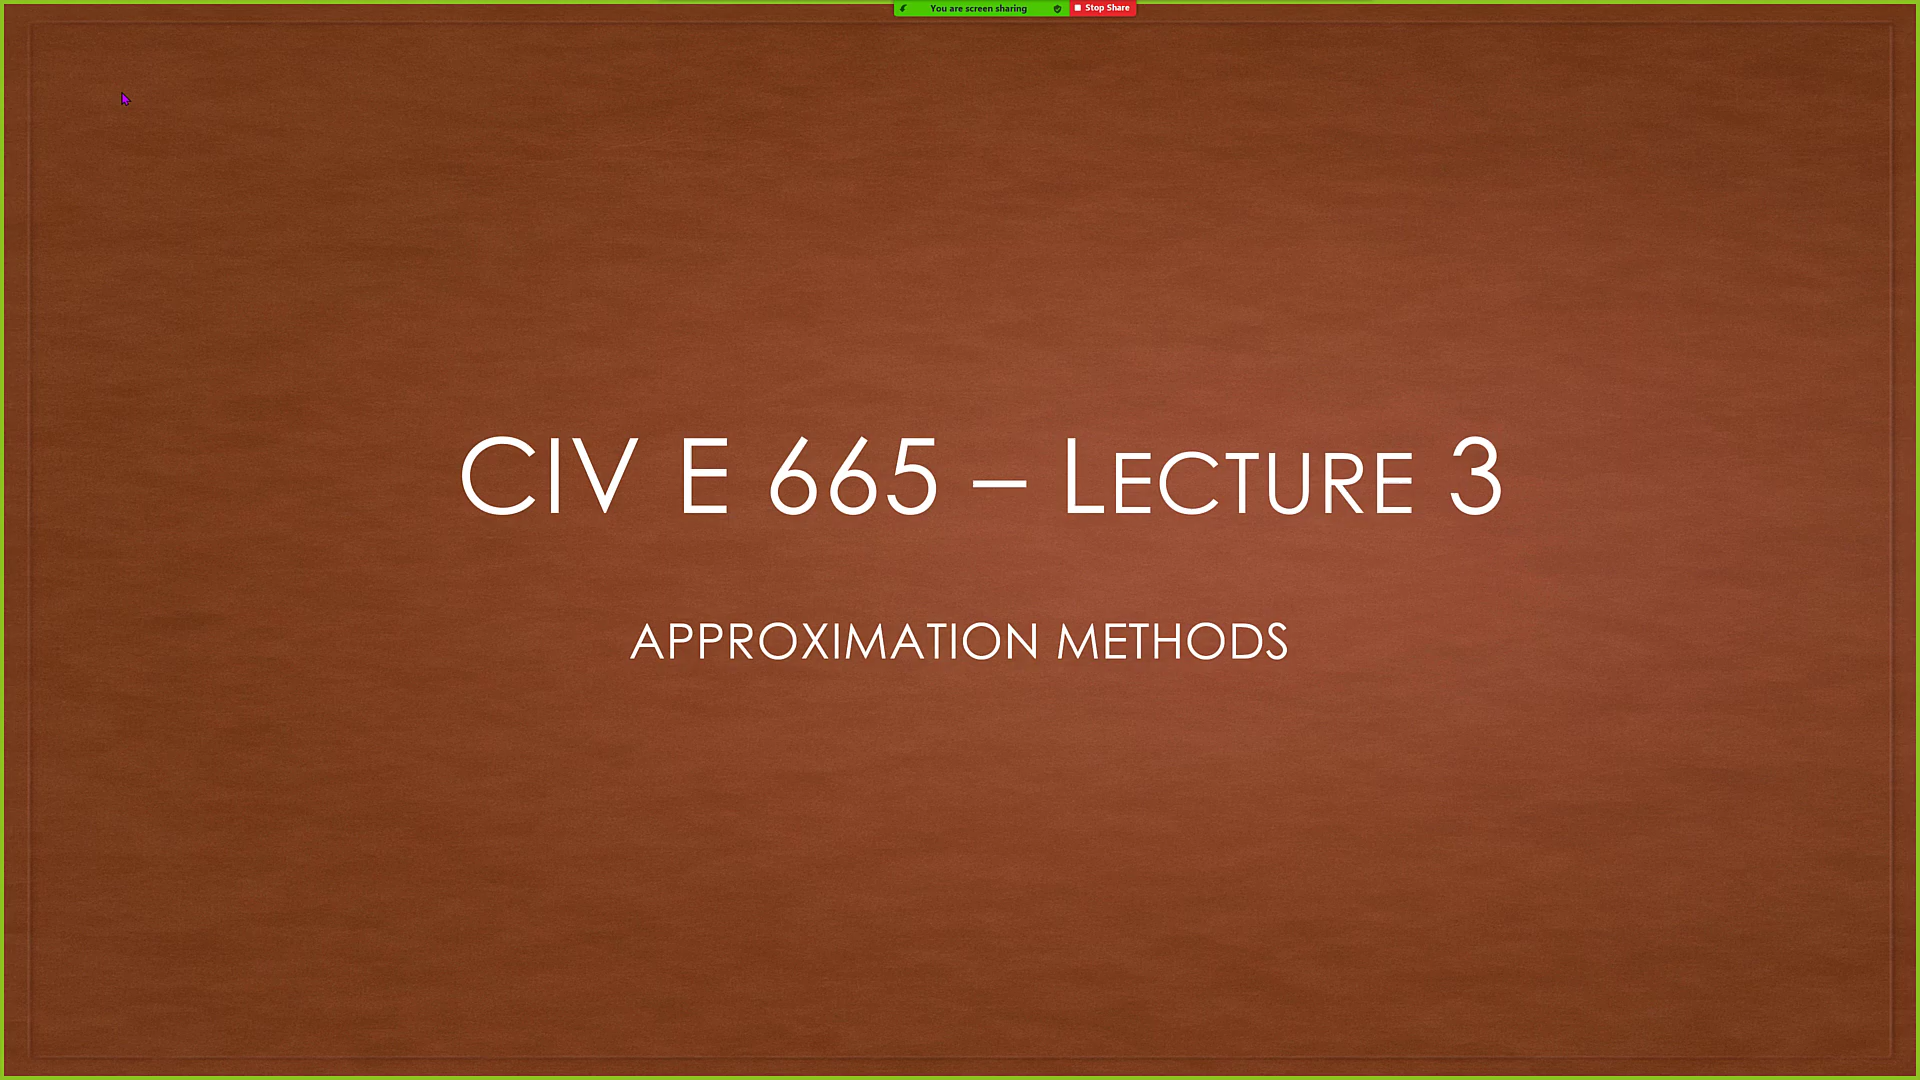 You are screen sharing Stop Share
CIV E 665 – LECTURE 3
APPROXIMATION METHODS